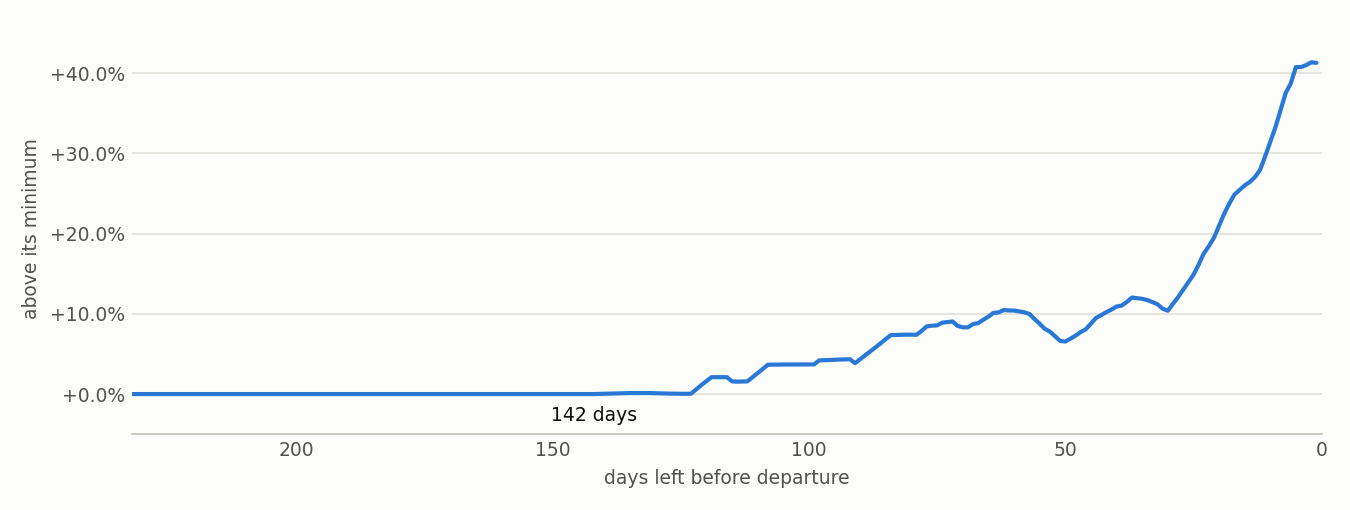 +40.0%
+30.0%
+20.0%
+10.0%
+0.0%
above its minimum
142 days
200 150 100 50 0
days left before departure